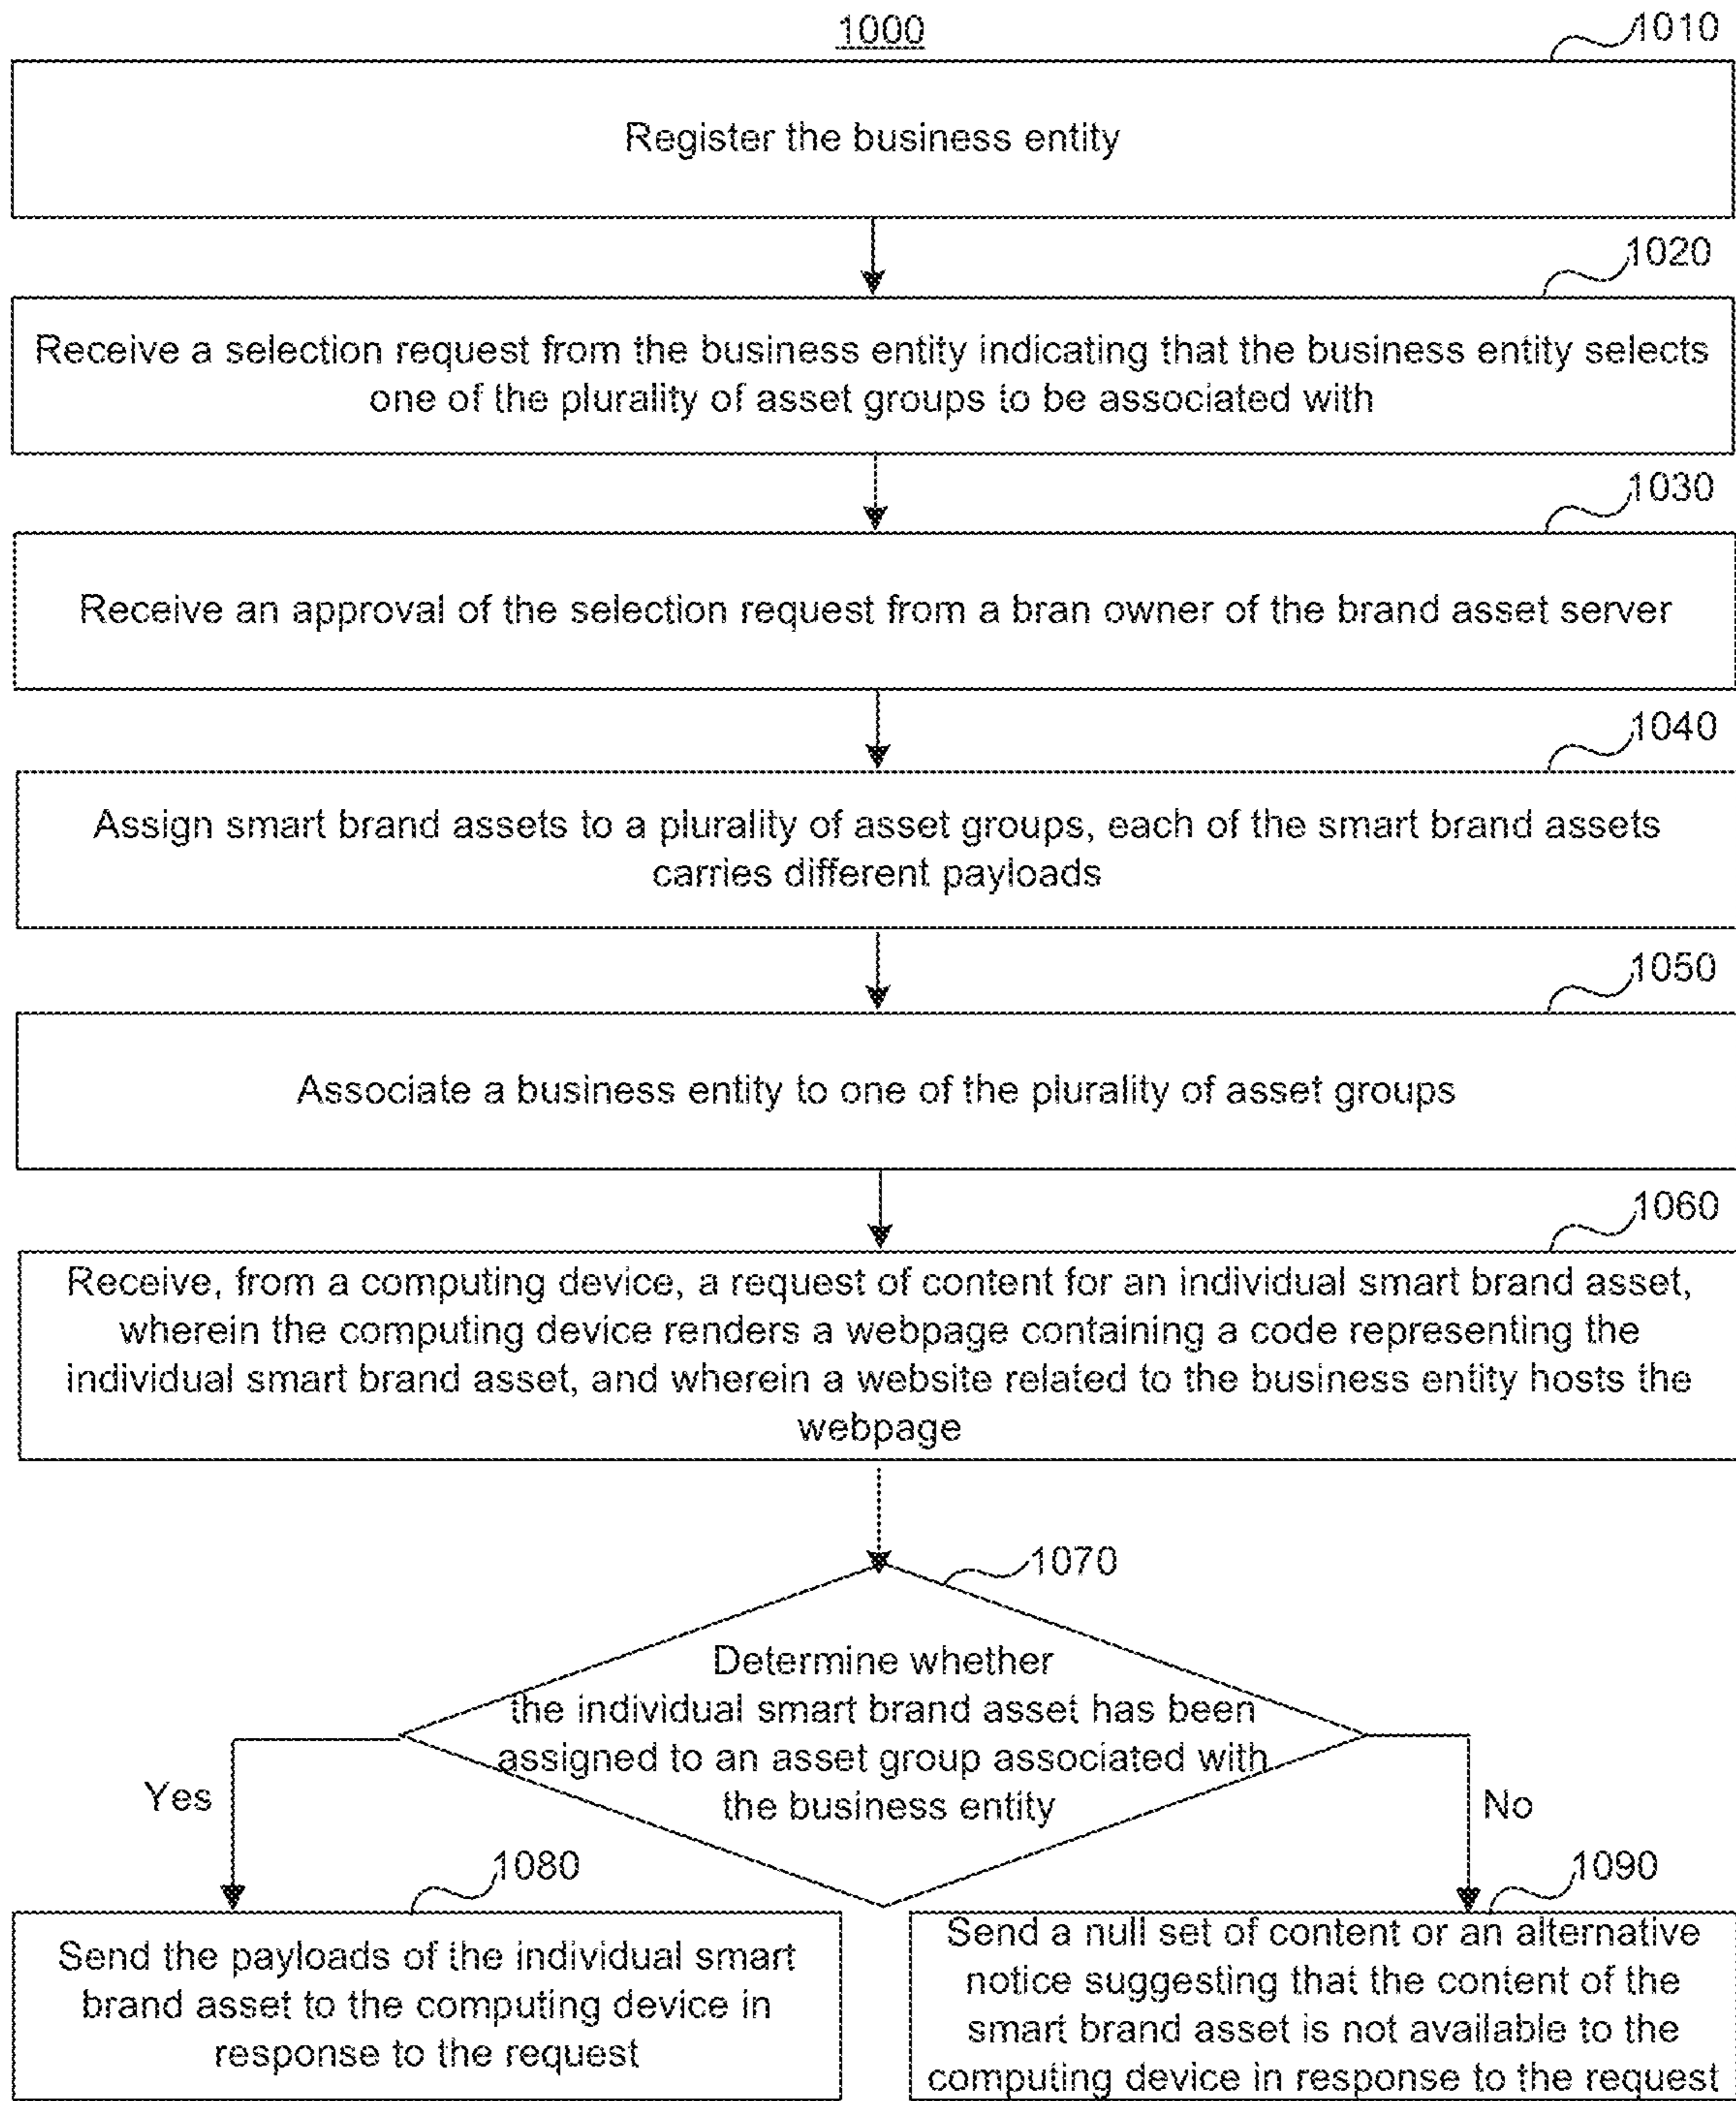 1000
1010
Register the business entity
1020
Receive a selection request from the business entity indicating that the business entity selects
one of the plurality of asset groups to be associated with
1030
Receive an approval of the selection request from a bran owner of the brand asset server
1040
Assign smart brand assets to a plurality of asset groups, each of the smart brand assets
carries different payloads
1050
Associate a business entity to one of the plurality of asset groups
1060
Receive, from a computing device, a request of content for an individual smart brand asset,
wherein the computing device renders a webpage containing a code representing the
individual smart brand asset, and wherein a website related to the business entity hosts the
webpage
1070
Determine whether
the individual smart brand asset has been
assigned to an asset group associated with
the business entity
Yes
No
1080
Send the payloads of the individual smart
brand asset to the computing device in
response to the request
1090
Send a null set of content or an alternative
notice suggesting that the content of the
smart brand asset is not available to the
computing device in response to the request